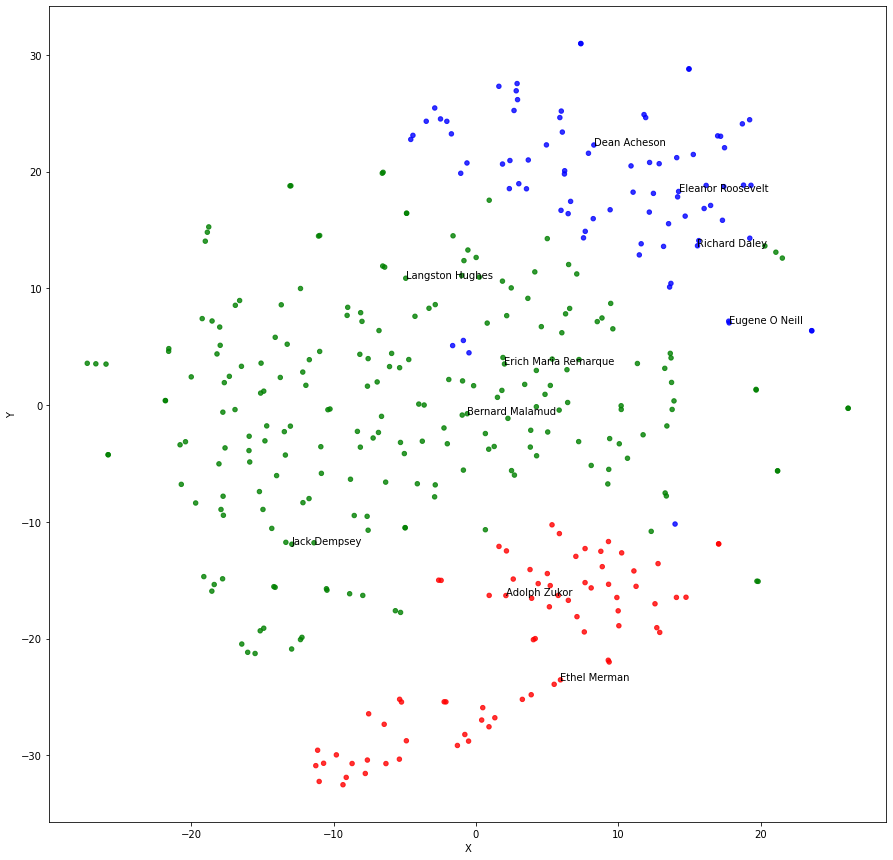 30
Dean Acheson
20
Eleanor Roosevelt
Richard Daley
Langston Hughes
10
Eugene O Neill
Erich Maria Remarque
Bernard Malamud
0
Y
−10
Jack Dempsey
Adolph Zukor
−20
Ethel Merman
−30
−20 −10 0 10 20
X